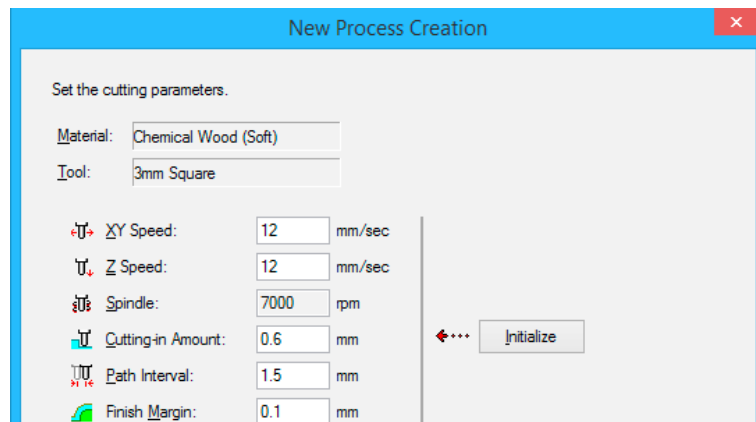 New Process Creation
Set the cutting parameters.
Material: Chemical Wood (Soft)
Tool: 3mm Square
XY Speed: 12 mm/sec
Z Speed: 12 mm/sec
Spindle: 7000 rpm
Cutting-in Amount: 0.6 mm
Initialize
Path Interval: 1.5 mm
Finish Margin: 0.1 mm